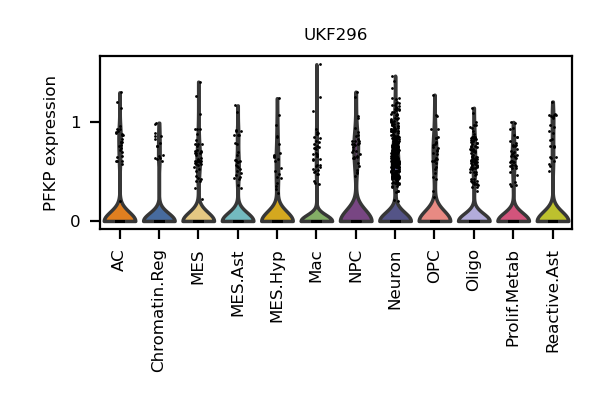 UKF296
PFKP expression
1
0
AC
Chromatin.Reg
MES
MES.Ast
MES.Hyp
Mac
NPC
Neuron
OPC
Oligo
Prolif.Metab
Reactive.Ast